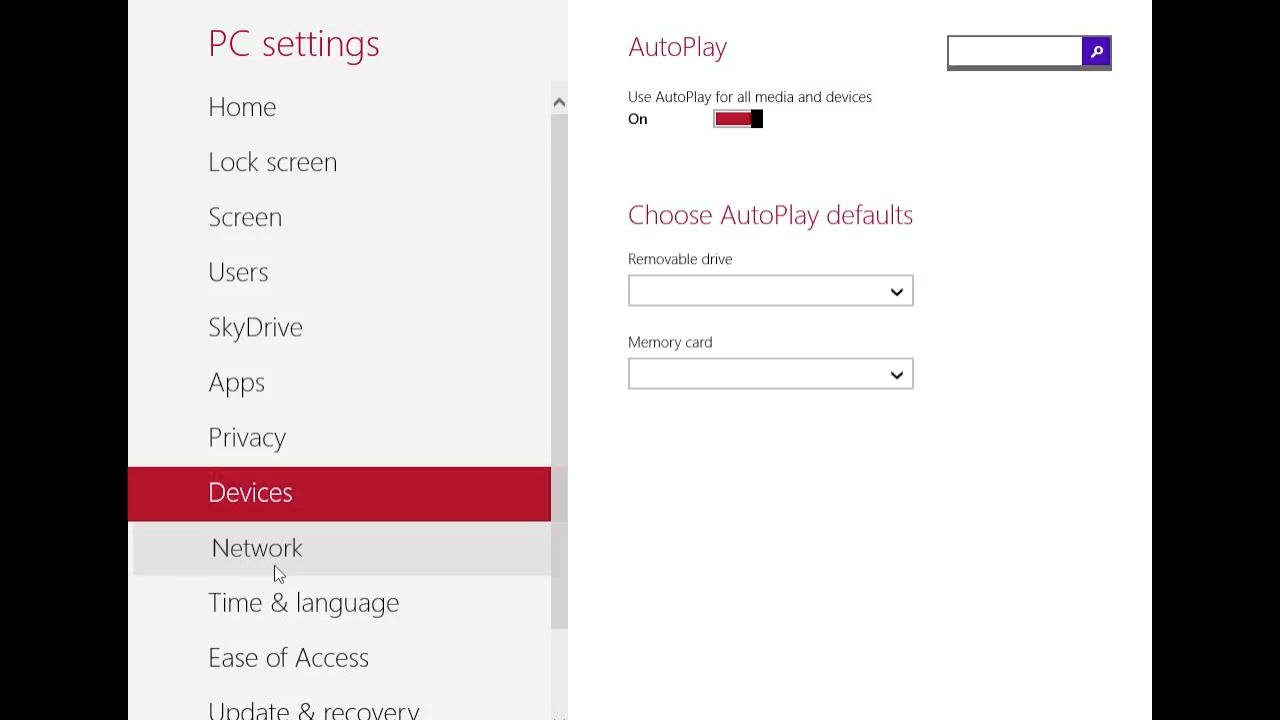 PC settings
Home
Lock screen
Screen
Users
SkyDrive
Apps
Privacy
Devices
Network
Time & language
Ease of Access
Update & recovery
AutoPlay
Use AutoPlay for all media and devices
On
Choose AutoPlay defaults
Removable drive
Memory card